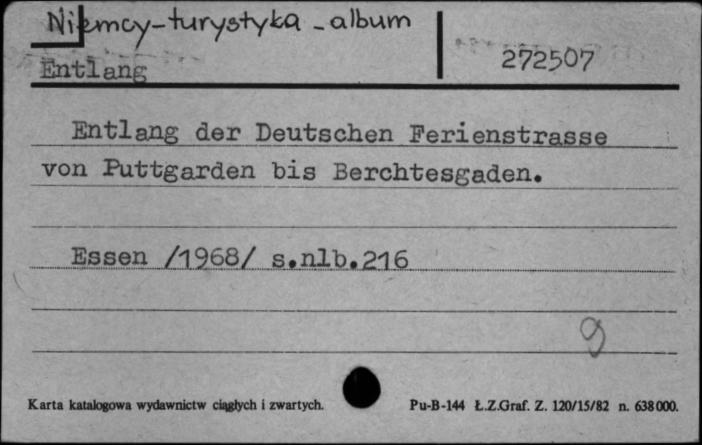 Niemcy-turystyka - album
272507
Entlang
Entlang der Deutschen Ferienstrasse
von Puttgarden bis Berchtesgaden.
Essen /1968/ s.nlb.216
9
Karta katalogowa wydawnictw ciągłych i zwartych. Pu-B-144 Ł.Z.Graf. Z. 120/15/82 n. 638000.